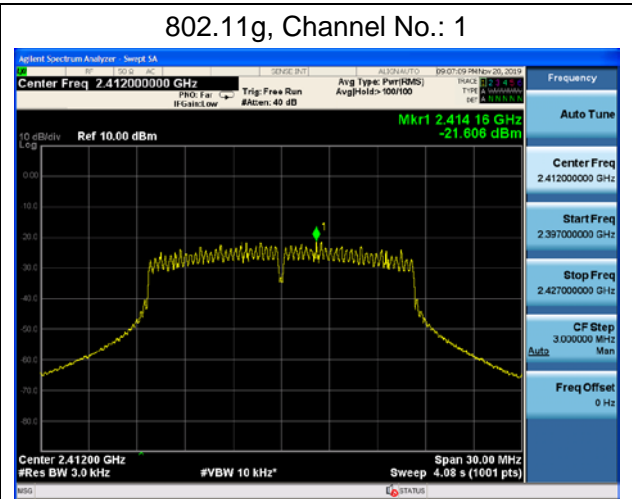 802.11g, Channel No.: 1
Agilent Spectrum Analyzer - Swept SA
RF 50 Ω AC SENSE:INT ALIGN AUTO 09:07:09 PM Nov 20, 2019
Center Freq 2.412000000 GHz
PNO: Far
IFGain:Low
Trig: Free Run
#Atten: 40 dB
Avg Type: Pwr(RMS)
Avg|Hold:> 100/100
TRACE 1 2 3 4 5 6
TYPE
DET A N N N N N
Frequency
Auto Tune
Mkr1 2.414 16 GHz
-21.606 dBm
10 dB/div Ref 10.00 dBm
Log
0.00
-10.0
-20.0
-30.0
-40.0
-50.0
-60.0
-70.0
-80.0
1
Center Freq
2.412000000 GHz
Start Freq
2.397000000 GHz
Stop Freq
2.427000000 GHz
CF Step
3.000000 MHz
Auto Man
Freq Offset
0 Hz
Center 2.41200 GHz Span 30.00 MHz
#Res BW 3.0 kHz #VBW 10 kHz* Sweep 4.08 s (1001 pts)
MSG STATUS